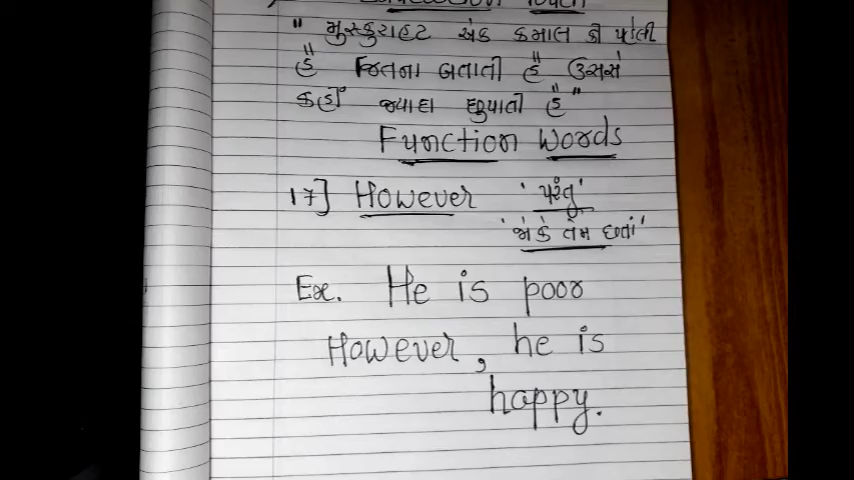 " મુસ્કુરાહટ એક કમાલ કી પહેલી
હૈ જિતના બતાતી હૈ ઉસસે
કહીં જ્યાદા છુપાતી હૈ "
Function Words
17] However 'પરંતુ'
'જો કે તેમ છતાં'
Ex. He is poor
However, he is
happy.